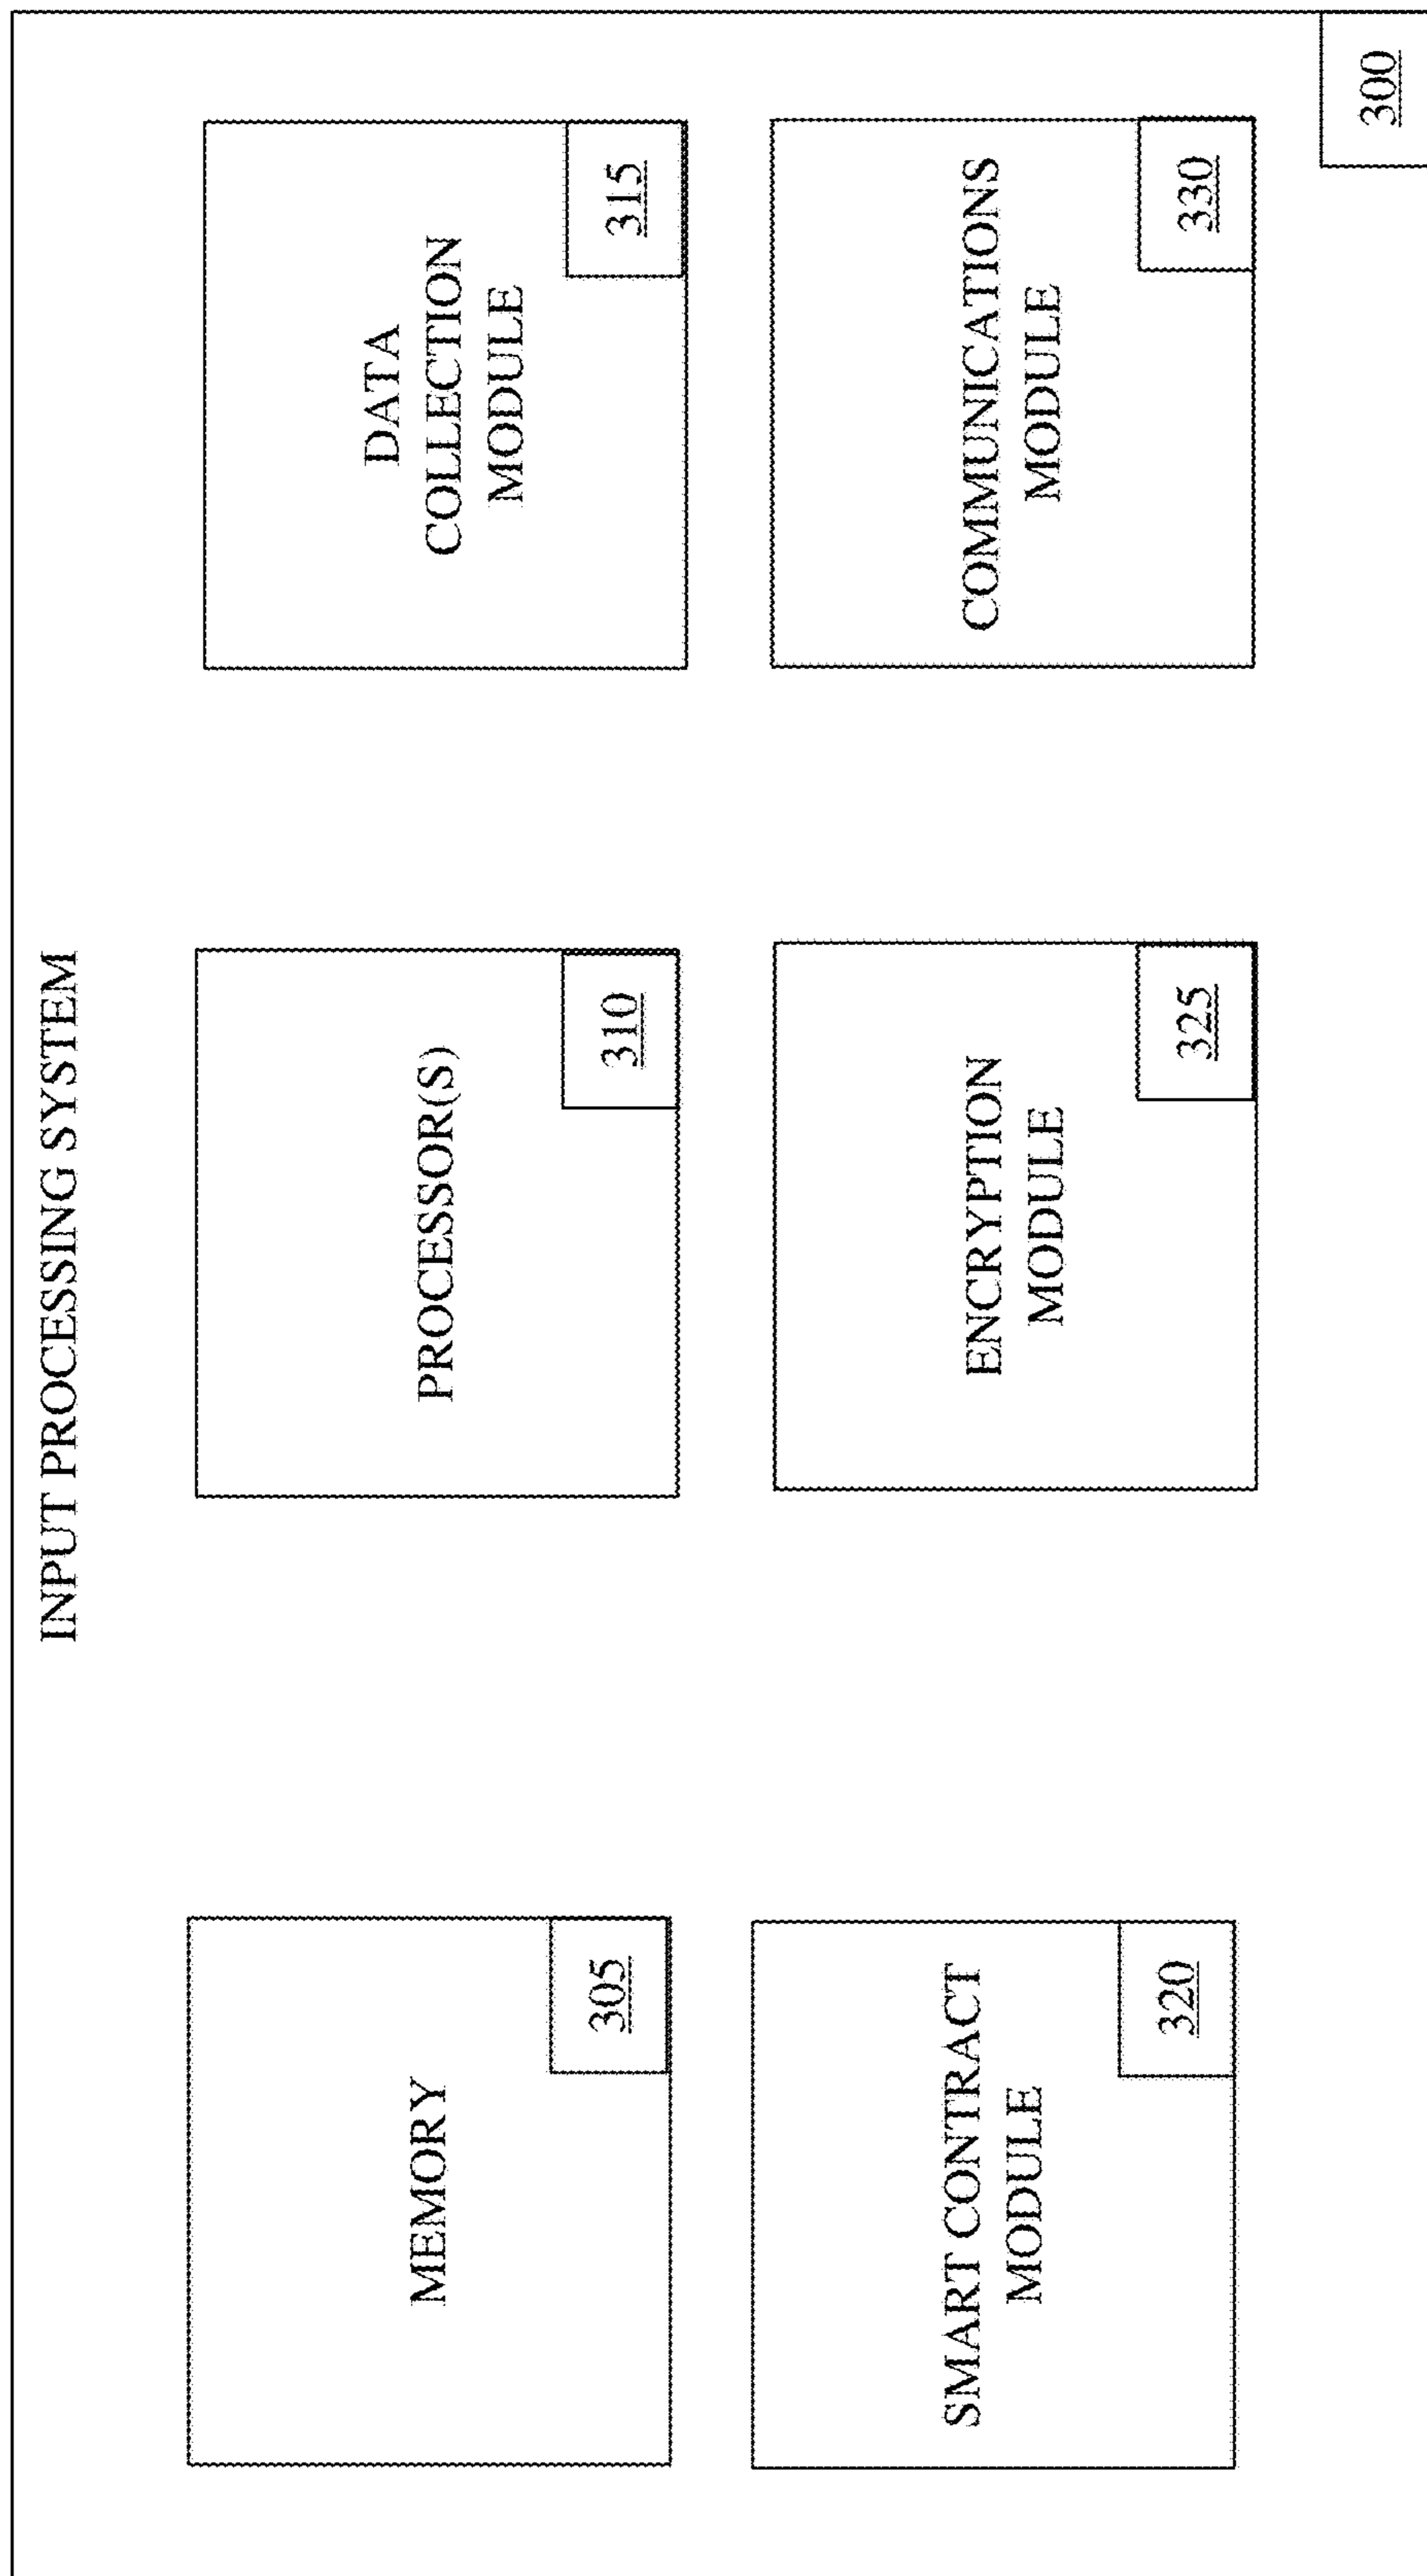 INPUT PROCESSING SYSTEM
MEMORY
305
PROCESSOR(S)
310
DATA
COLLECTION
MODULE
315
SMART CONTRACT
MODULE
320
ENCRYPTION
MODULE
325
COMMUNICATIONS
MODULE
330
300